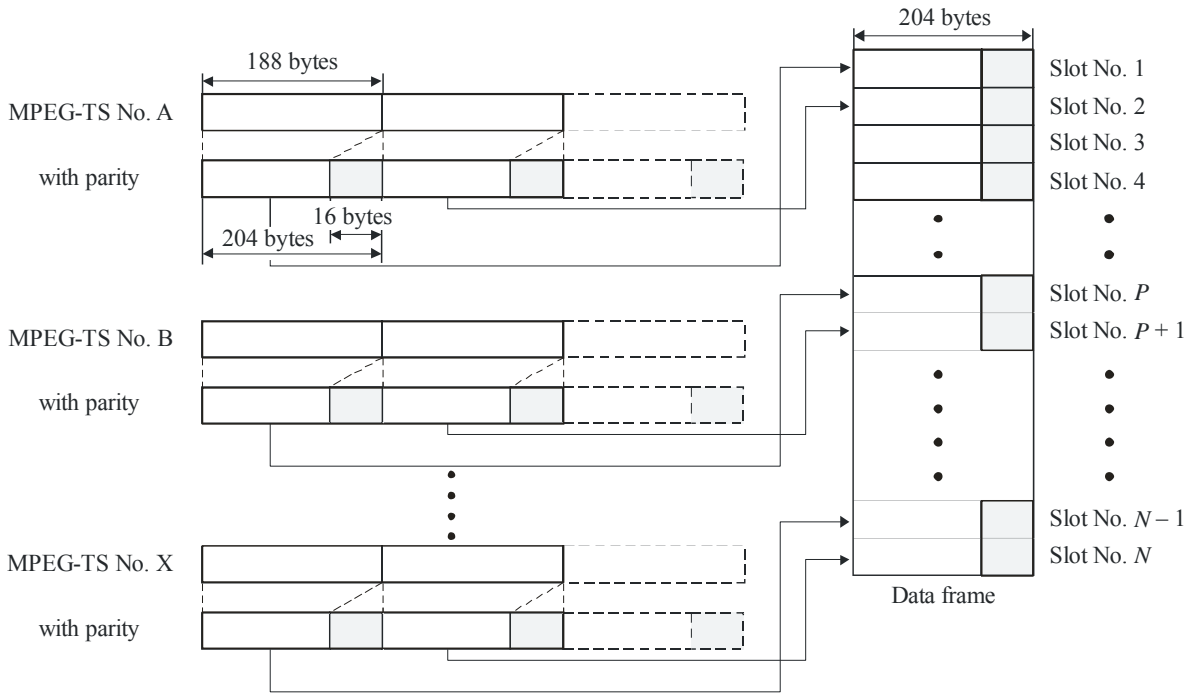 204 bytes
188 bytes
MPEG-TS No. A
with parity
16 bytes
204 bytes
Slot No. 1
Slot No. 2
Slot No. 3
Slot No. 4
MPEG-TS No. B
with parity
Slot No. P
Slot No. P + 1
MPEG-TS No. X
with parity
Slot No. N – 1
Slot No. N
Data frame